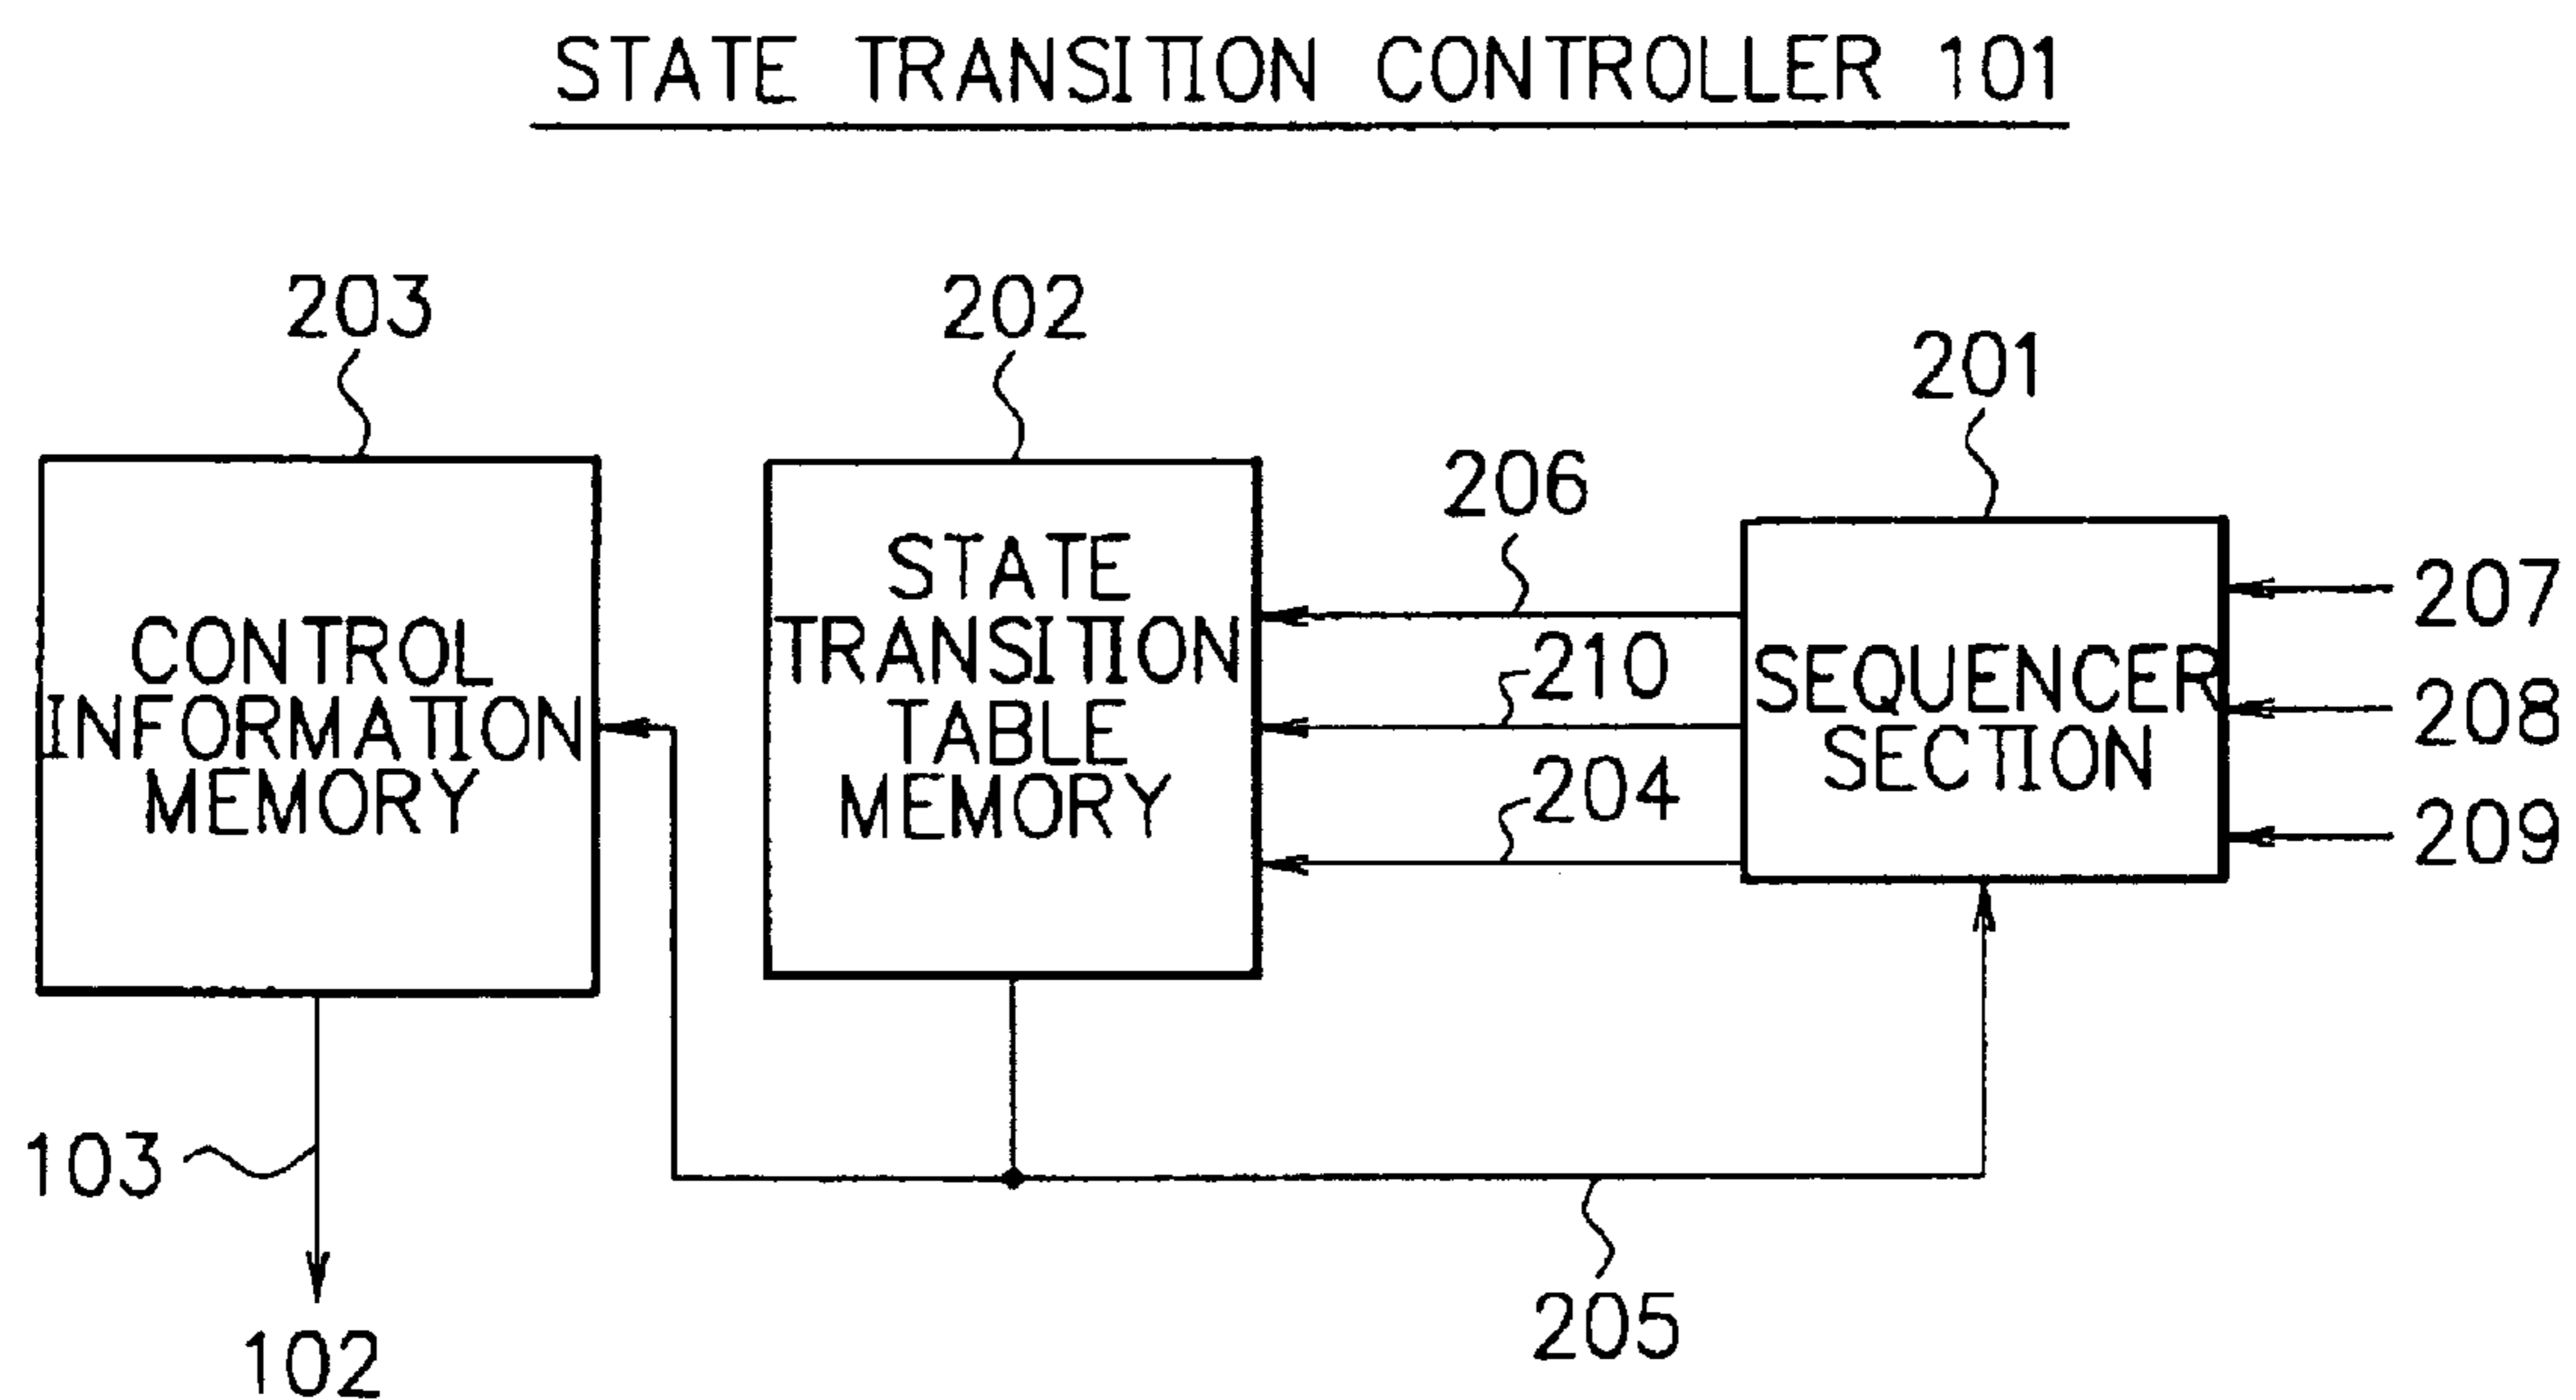 STATE TRANSITION CONTROLLER 101
203
202
201
206
207
STATE
TRANSITION
TABLE
MEMORY
CONTROL
INFORMATION
MEMORY
210
SEQUENCER
SECTION
208
204
209
103
205
102